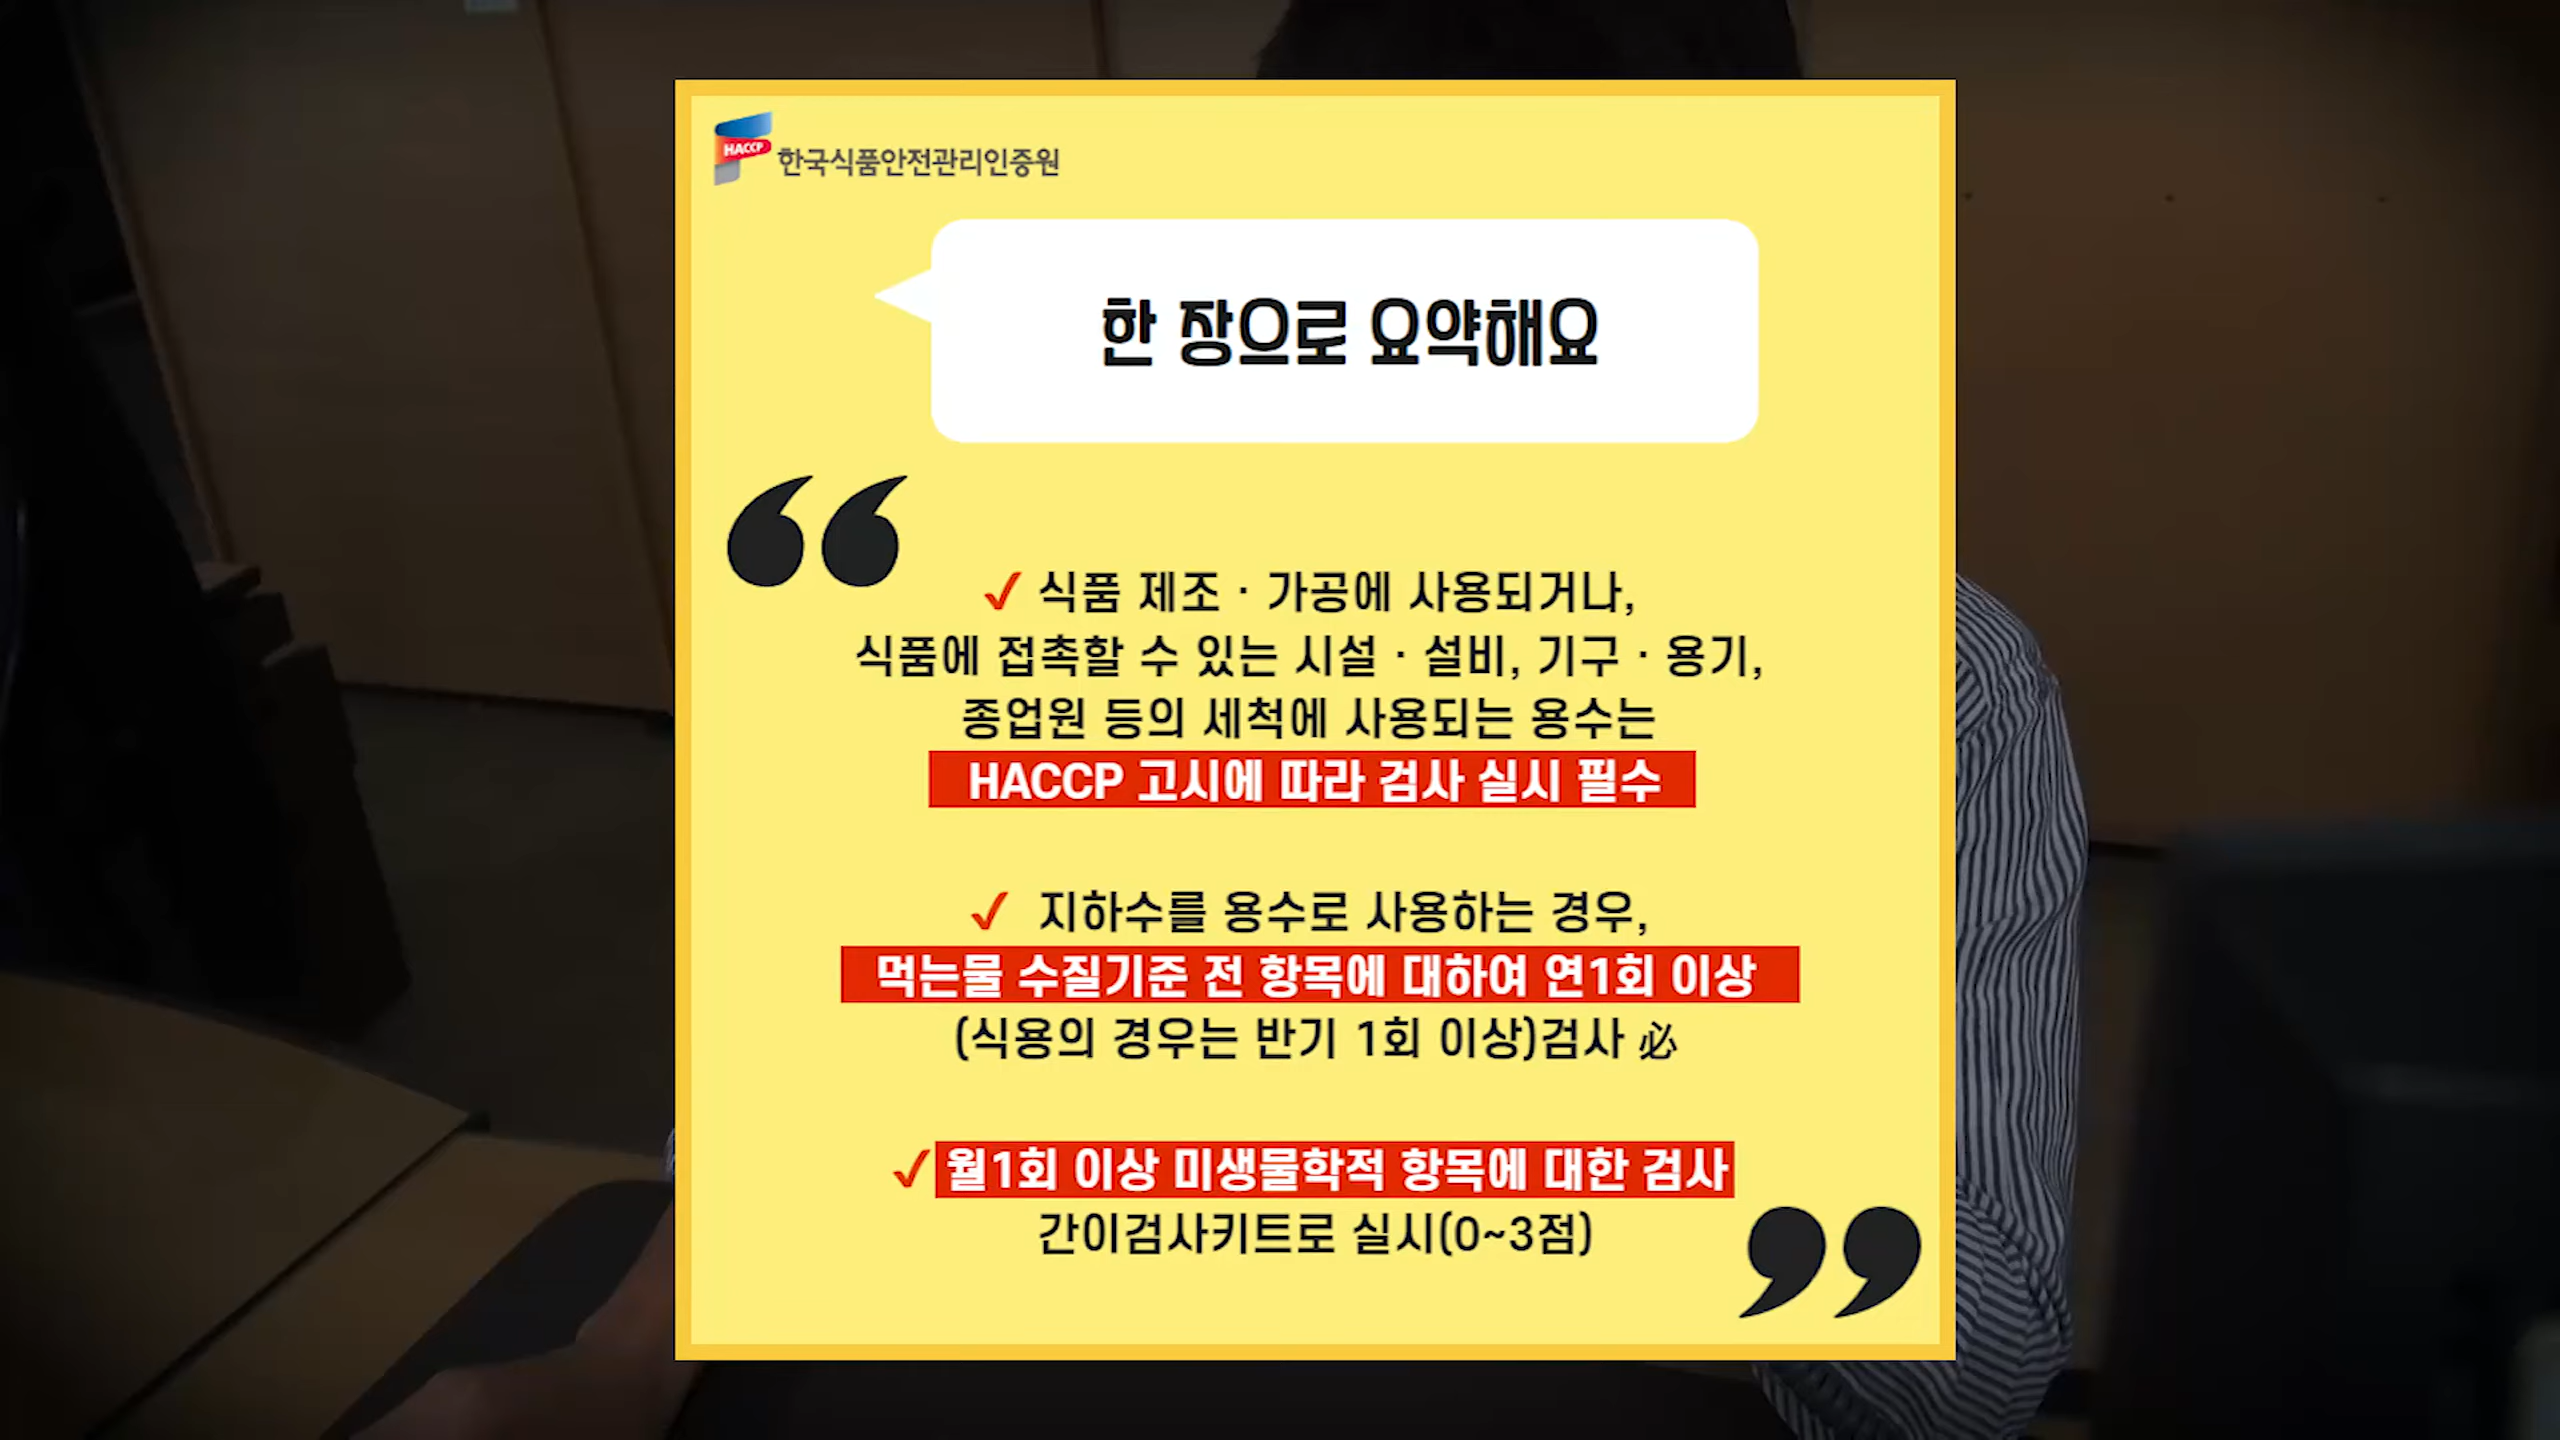 HACCP
한국식품안전관리인증원
한 장으로 요약해요
“
✓ 식품 제조 · 가공에 사용되거나,
식품에 접촉할 수 있는 시설 · 설비, 기구 · 용기,
종업원 등의 세척에 사용되는 용수는
HACCP 고시에 따라 검사 실시 필수
✓ 지하수를 용수로 사용하는 경우,
먹는물 수질기준 전 항목에 대하여 연1회 이상
(식용의 경우는 반기 1회 이상)검사 必
✓ 월1회 이상 미생물학적 항목에 대한 검사
간이검사키트로 실시(0~3점)
”